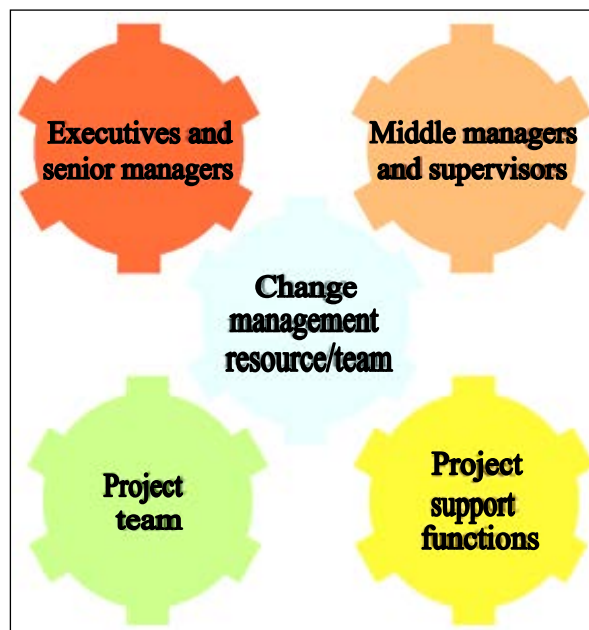 Executives and
senior managers
Middle managers
and supervisors
Change
management
resource/team
Project
team
Project
support
functions